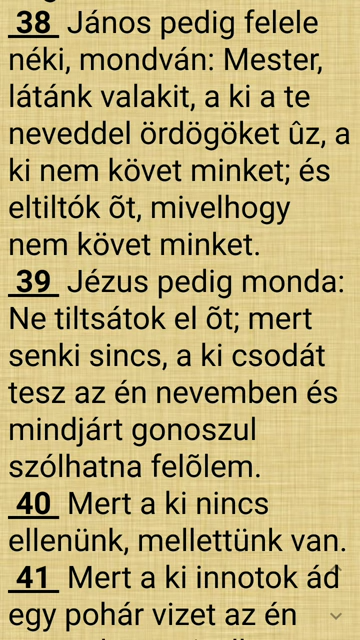 38 János pedig felele
néki, mondván: Mester,
látánk valakit, a ki a te
neveddel ördögöket ûz, a
ki nem követ minket; és
eltiltók õt, mivelhogy
nem követ minket.
39 Jézus pedig monda:
Ne tiltsátok el õt; mert
senki sincs, a ki csodát
tesz az én nevemben és
mindjárt gonoszul
szólhatna felõlem.
40 Mert a ki nincs
ellenünk, mellettünk van.
41 Mert a ki innotok ád
egy pohár vizet az én